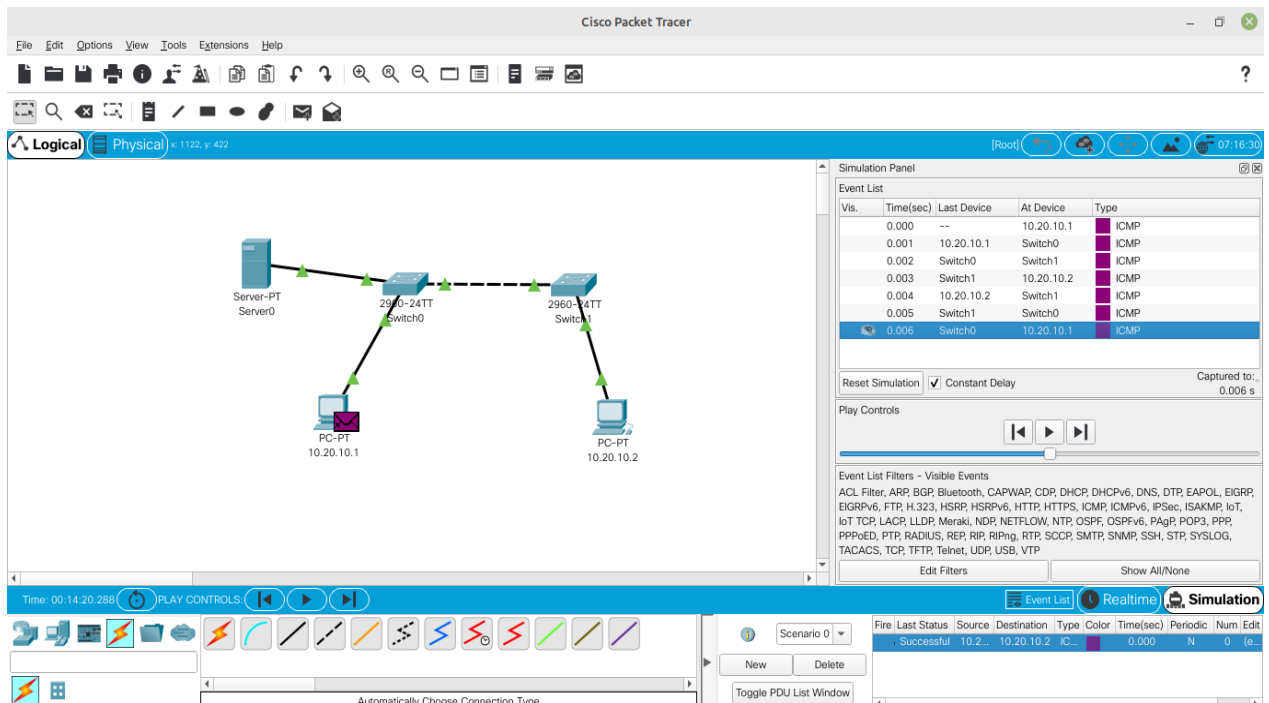 Cisco Packet Tracer
File Edit Options View Tools Extensions Help
Logical Physical x: 1122, y: 422 [Root] 07:16:30
Server-PT
Server0
2960-24TT
Switch0
2960-24TT
Switch1
PC-PT
10.20.10.1
PC-PT
10.20.10.2
Simulation Panel
Event List
Vis. Time(sec) Last Device At Device Type
0.000 -- 10.20.10.1 ICMP
0.001 10.20.10.1 Switch0 ICMP
0.002 Switch0 Switch1 ICMP
0.003 Switch1 10.20.10.2 ICMP
0.004 10.20.10.2 Switch1 ICMP
0.005 Switch1 Switch0 ICMP
0.006 Switch0 10.20.10.1 ICMP
Reset Simulation Constant Delay Captured to:
0.006 s
Play Controls
Event List Filters - Visible Events
ACL Filter, ARP, BGP, Bluetooth, CAPWAP, CDP, DHCP, DHCPv6, DNS, DTP, EAPOL, EIGRP,
EIGRPv6, FTP, H.323, HSRP, HSRPv6, HTTP, HTTPS, ICMP, ICMPv6, IPSec, ISAKMP, IoT,
IoT TCP, LACP, LLDP, Meraki, NDP, NETFLOW, NTP, OSPF, OSPFv6, PAgP, POP3, PPP,
PPPoED, PTP, RADIUS, REP, RIP, RIPng, RTP, SCCP, SMTP, SNMP, SSH, STP, SYSLOG,
TACACS, TCP, TFTP, Telnet, UDP, USB, VTP
Edit Filters Show All/None
Time: 00:14:20.288 PLAY CONTROLS: Event List Realtime Simulation
Scenario 0
New Delete
Toggle PDU List Window
Fire Last Status Source Destination Type Color Time(sec) Periodic Num Edit
Successful 10.2... 10.20.10.2 IC... 0.000 N 0 (e...
Automatically Choose Connection Type